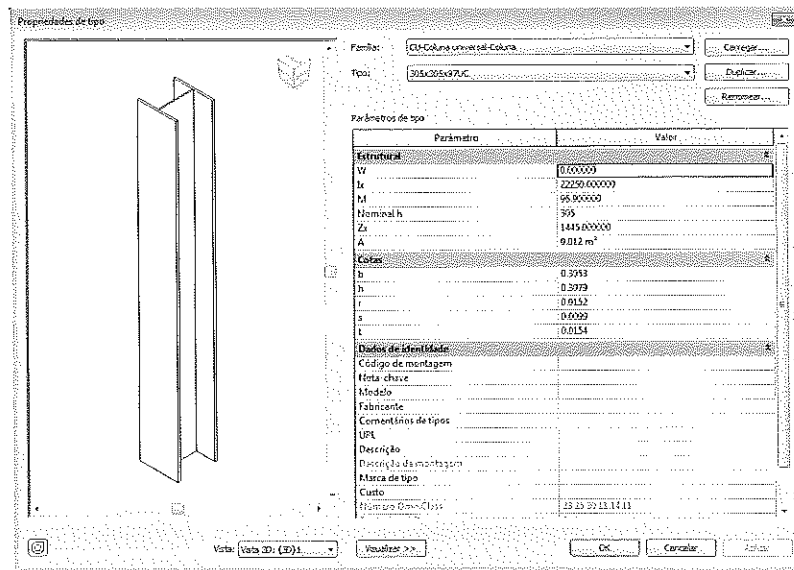 Propriedades de tipo
Família: CU-Coluna universal-Coluna Carregar...
Tipo: 305x305x97UC Duplicar...
Renomear...
Parâmetros de tipo
Parâmetro Valor
Estrutural
W 0.000000
Ix 22250.000000
M 96.900000
Nominal h 305
Zx 1445.000000
A 0.012 m²
Cotas
b 0.3053
h 0.3079
r 0.0152
s 0.0099
t 0.0154
Dados de identidade
Código de montagem
Nota-chave
Modelo
Fabricante
Comentários de tipos
URL
Descrição
Descrição da montagem
Marca de tipo
Custo
Número OmniClass 23.25.30.11.14.11
Vista: Vista 3D: {3D}1 Visualizar >> OK Cancelar Aplicar